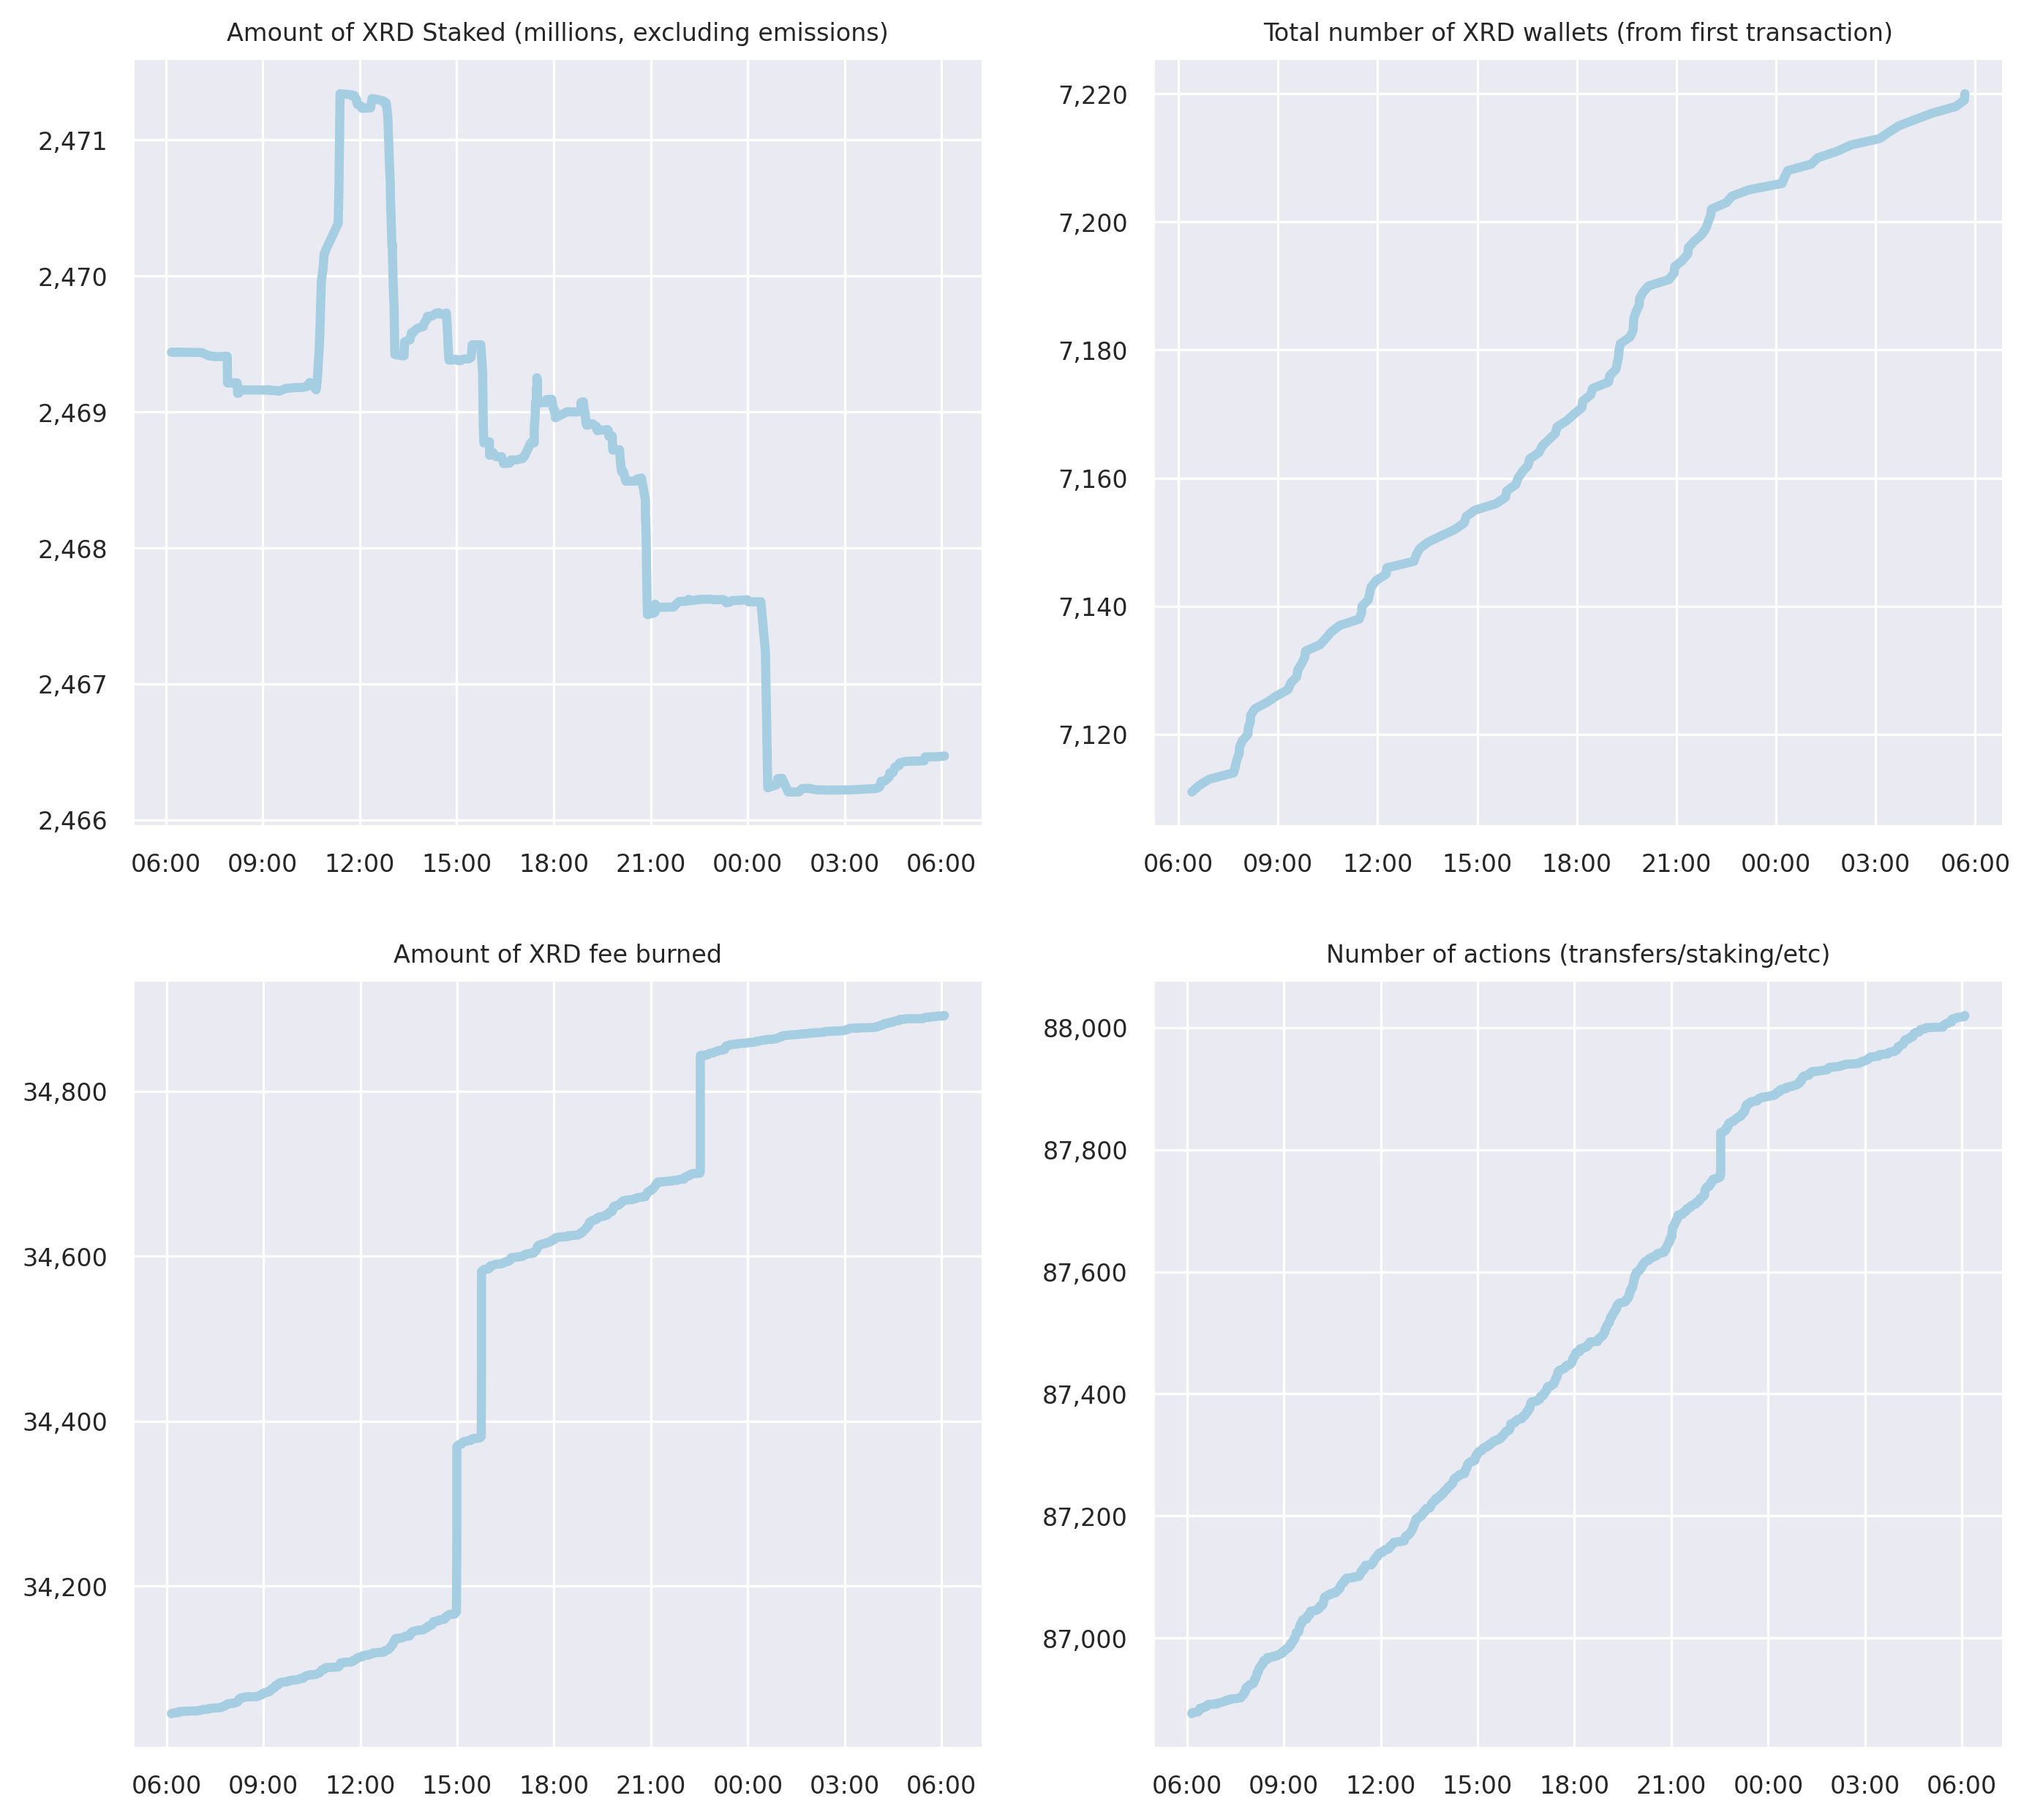 Amount of XRD Staked (millions, excluding emissions)
2,471
2,470
2,469
2,468
2,467
2,466
06:00 09:00 12:00 15:00 18:00 21:00 00:00 03:00 06:00
Total number of XRD wallets (from first transaction)
7,220
7,200
7,180
7,160
7,140
7,120
06:00 09:00 12:00 15:00 18:00 21:00 00:00 03:00 06:00
Amount of XRD fee burned
34,800
34,600
34,400
34,200
06:00 09:00 12:00 15:00 18:00 21:00 00:00 03:00 06:00
Number of actions (transfers/staking/etc)
88,000
87,800
87,600
87,400
87,200
87,000
06:00 09:00 12:00 15:00 18:00 21:00 00:00 03:00 06:00